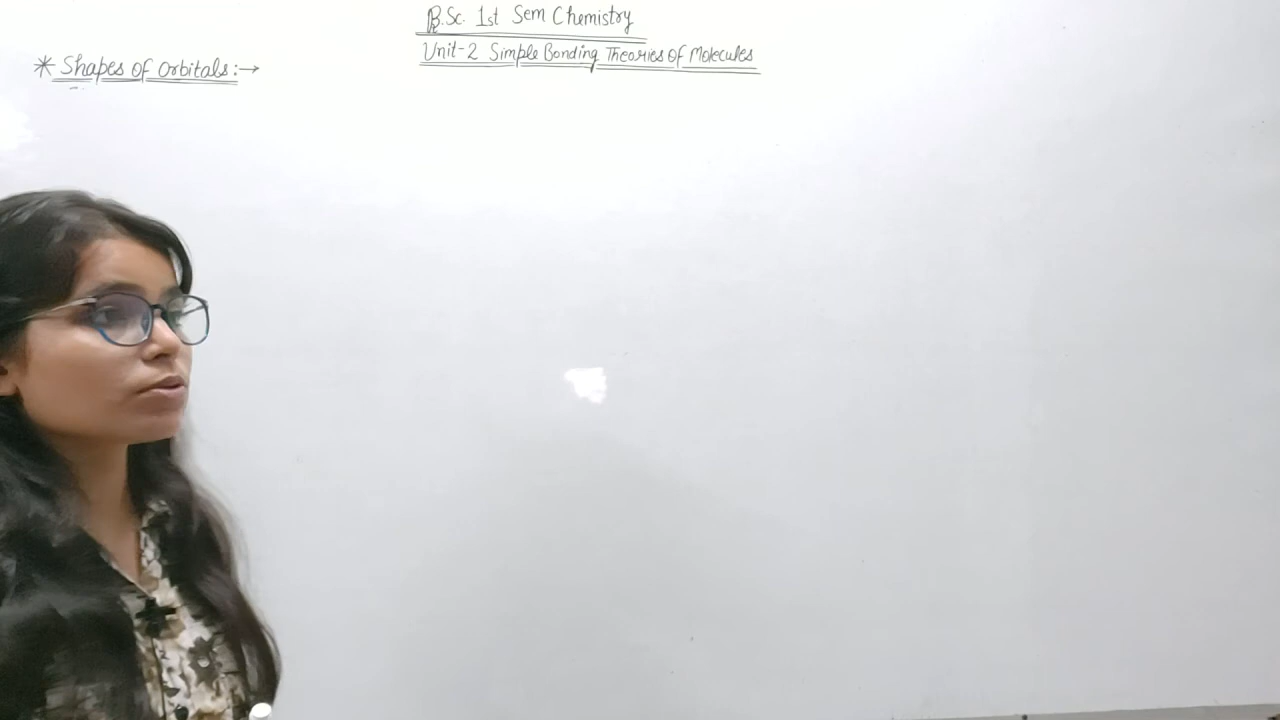 B.Sc. 1st Sem Chemistry
Unit-2 Simple Bonding Theories of Molecules
* Shapes of Orbitals:→